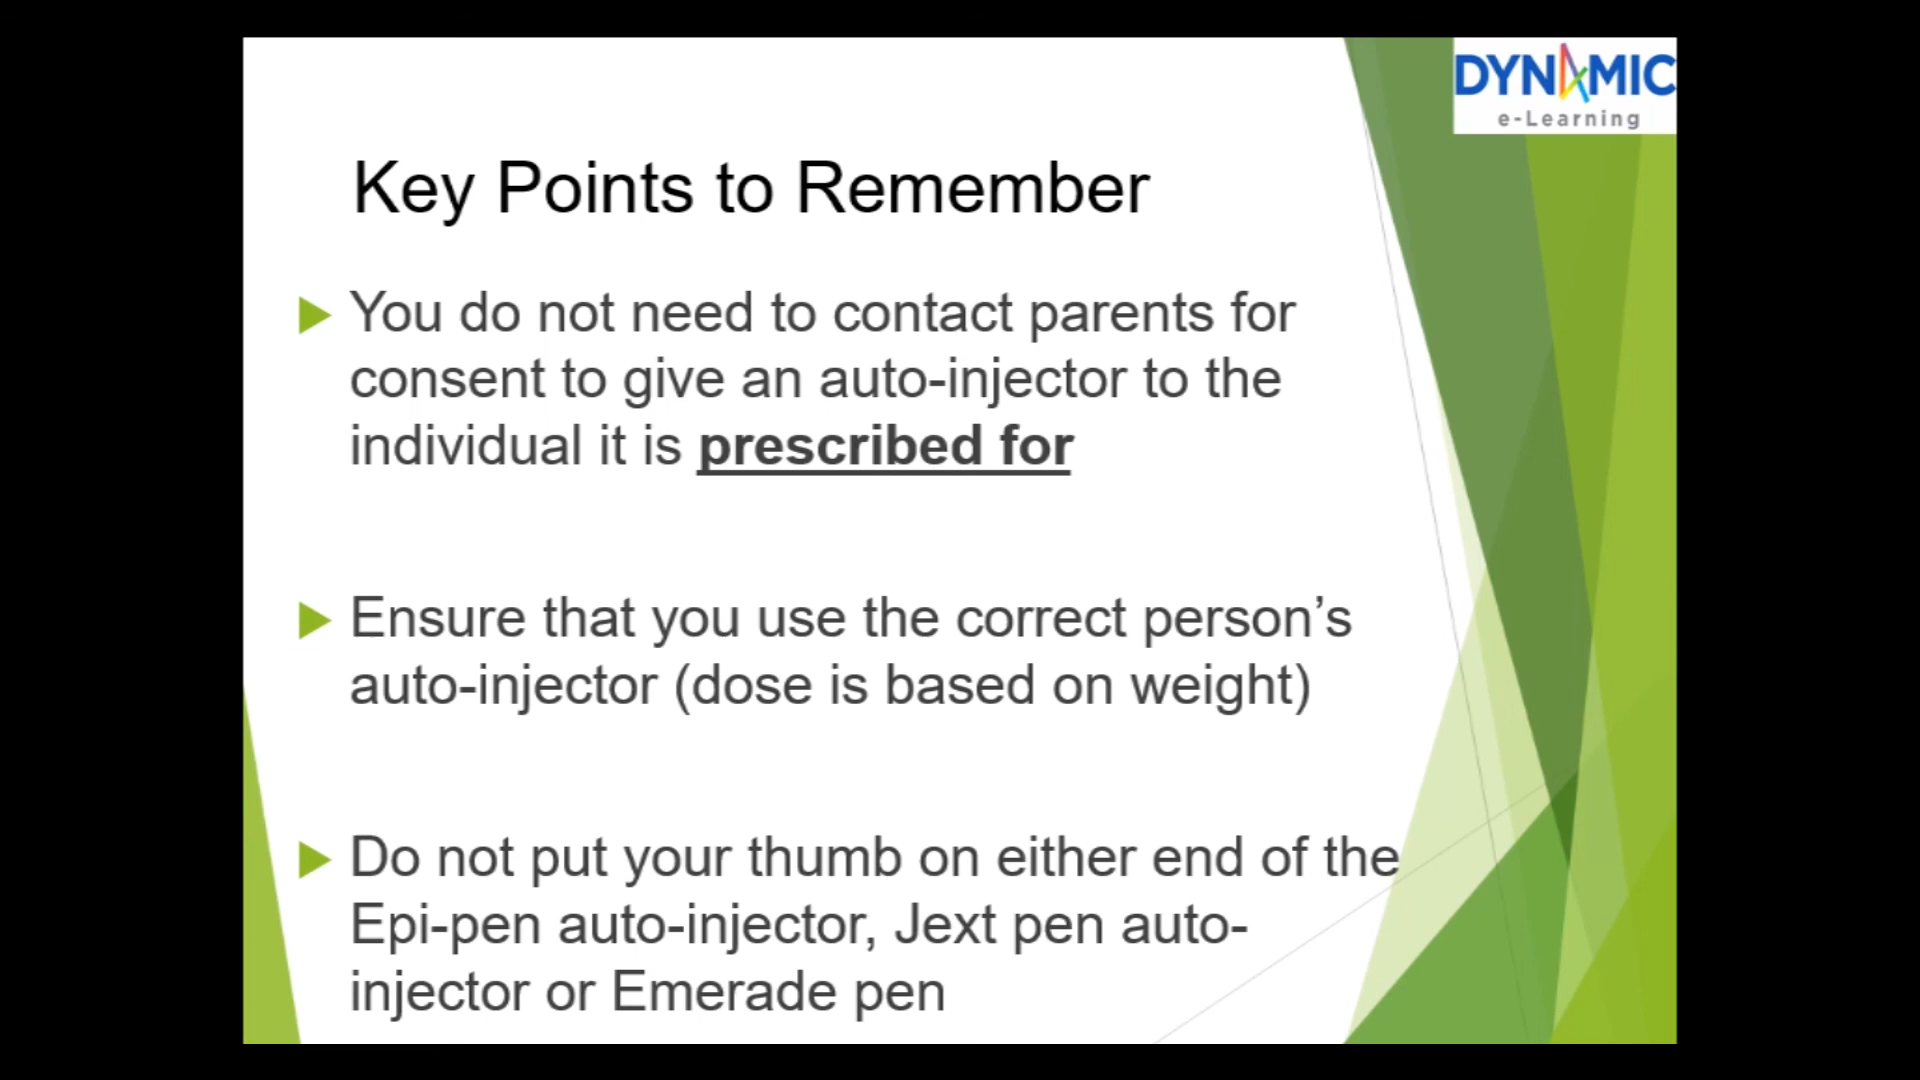 DYNAMIC
e-Learning
Key Points to Remember
You do not need to contact parents for
consent to give an auto-injector to the
individual it is prescribed for
Ensure that you use the correct person’s
auto-injector (dose is based on weight)
Do not put your thumb on either end of the
Epi-pen auto-injector, Jext pen auto-
injector or Emerade pen